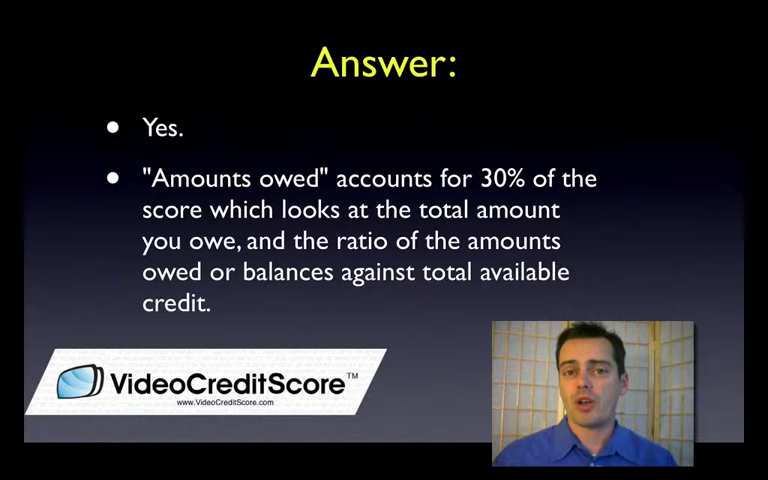 Answer:
• Yes.
• "Amounts owed" accounts for 30% of the
score which looks at the total amount
you owe, and the ratio of the amounts
owed or balances against total available
credit.
VideoCreditScore™
www.VideoCreditScore.com